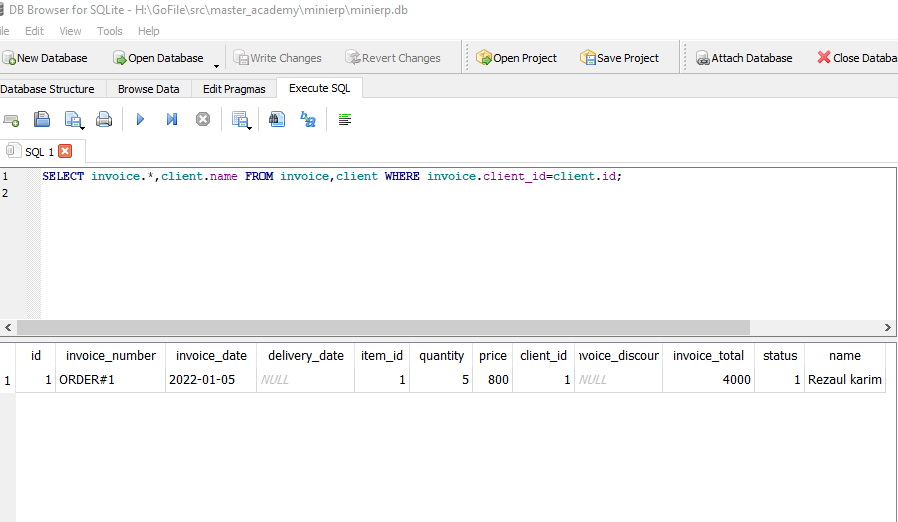 DB Browser for SQLite - H:\GoFile\src\master_academy\minierp\minierp.db
ile Edit View Tools Help
New Database Open Database Write Changes Revert Changes Open Project Save Project Attach Database Close Databa
Database Structure Browse Data Edit Pragmas Execute SQL
SQL 1
1 SELECT invoice.*,client.name FROM invoice,client WHERE invoice.client_id=client.id;
2
id invoice_number invoice_date delivery_date item_id quantity price client_id nvoice_discour invoice_total status name
1 1 ORDER#1 2022-01-05 NULL 1 5 800 1 NULL 4000 1 Rezaul karim